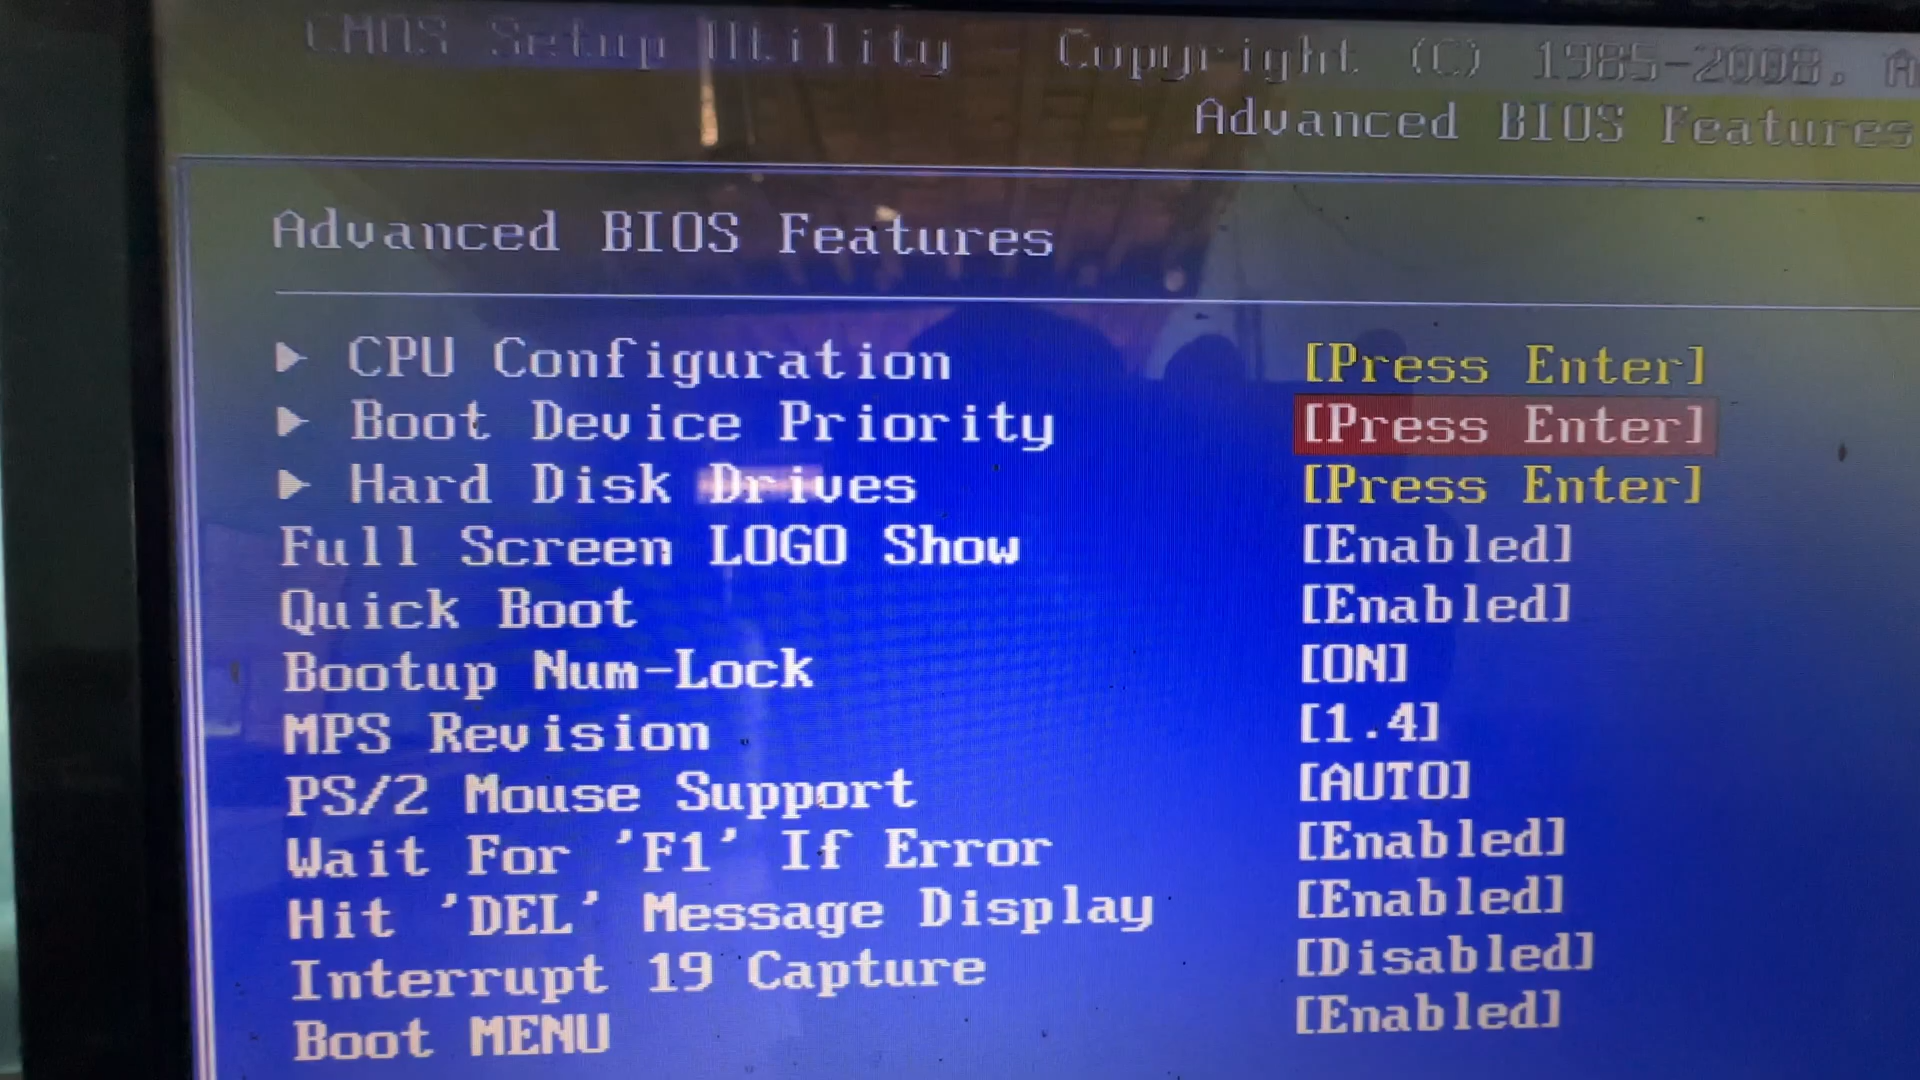 CMOS Setup Utility Copyright (C) 1985-2008, A
Advanced BIOS Features
Advanced BIOS Features
▶ CPU Configuration [Press Enter]
▶ Boot Device Priority [Press Enter]
▶ Hard Disk Drives [Press Enter]
Full Screen LOGO Show [Enabled]
Quick Boot [Enabled]
Bootup Num-Lock [ON]
MPS Revision [1.4]
PS/2 Mouse Support [AUTO]
Wait For 'F1' If Error [Enabled]
Hit 'DEL' Message Display [Enabled]
Interrupt 19 Capture [Disabled]
Boot MENU [Enabled]